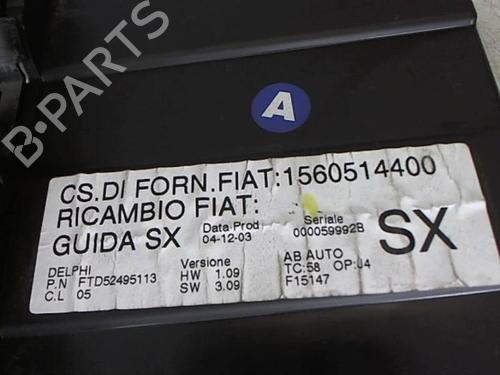 B-PARTS
A
CS.DI FORN.FIAT:1560514400
RICAMBIO FIAT:
GUIDA SX
Data Prod
04-12-03
Seriale
000059992B
SX
DELPHI
P.N FTD52495113
C.L 05
Versione
HW 1.09
SW 3.09
AB AUTO
TC:58 OP:J4
F15147